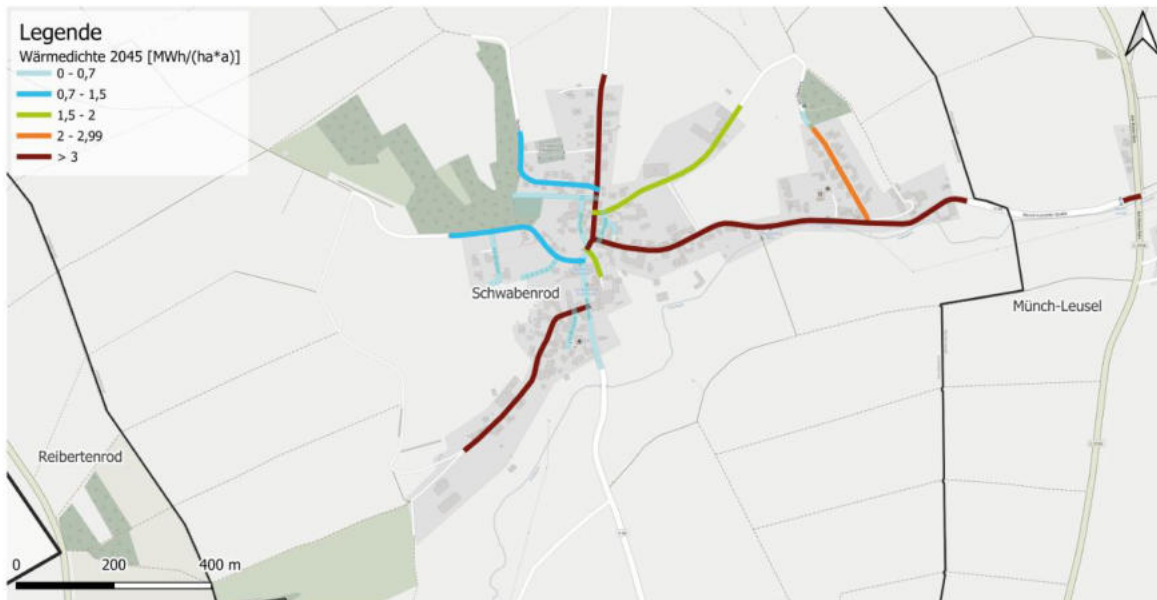 Legende
Wärmedichte 2045 [MWh/(ha*a)]
0 - 0,7
0,7 - 1,5
1,5 - 2
2 - 2,99
> 3
Schwabenrod
Münch-Leusel
Reibertenrod
0 200 400 m